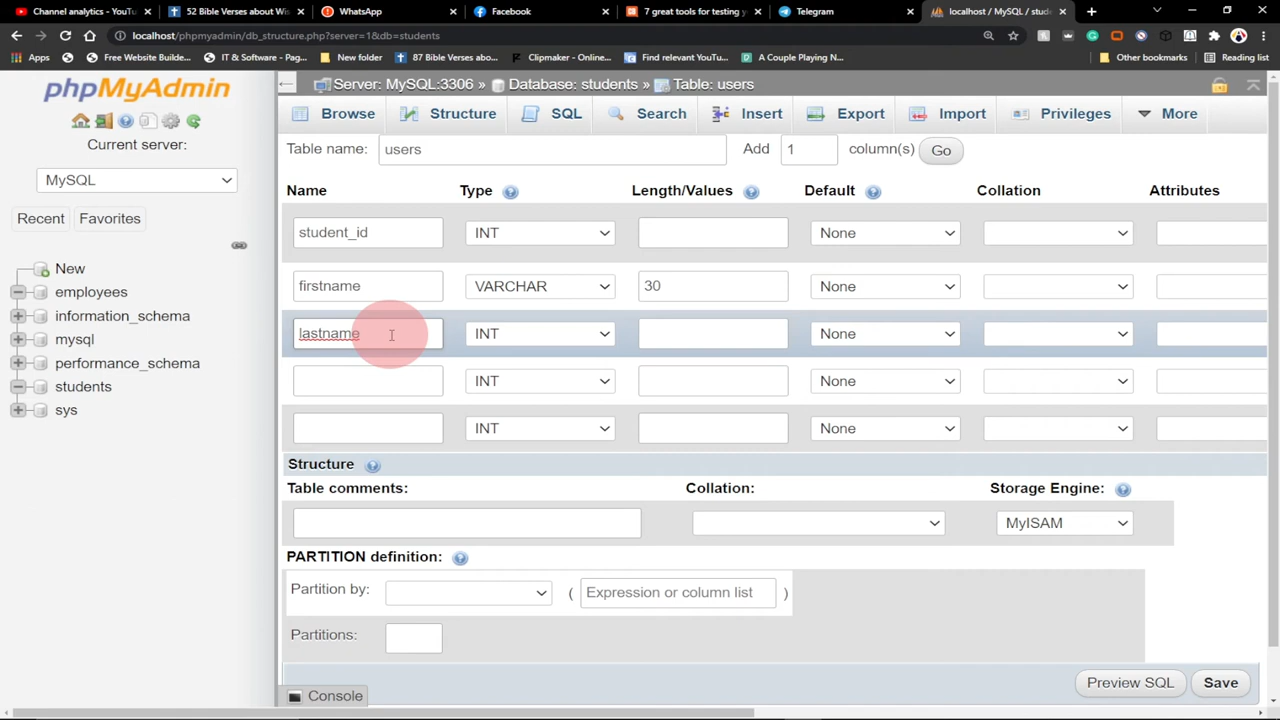 Channel analytics - YouTu
52 Bible Verses about Wis
WhatsApp
Facebook
7 great tools for testing y
Telegram
localhost / MySQL / stude
localhost/phpmyadmin/db_structure.php?server=1&db=students
Apps
Free Website Builde...
IT & Software - Pag...
New folder
87 Bible Verses abo...
Clipmaker - Online...
Find relevant YouTu...
A Couple Playing N...
Other bookmarks
Reading list
phpMyAdmin
Current server:
MySQL
Recent
Favorites
New
employees
information_schema
mysql
performance_schema
students
sys
Server: MySQL:3306 » Database: students » Table: users
Browse
Structure
SQL
Search
Insert
Export
Import
Privileges
More
Table name: users Add 1 column(s) Go
Name Type Length/Values Default Collation Attributes
student_id INT None
firstname VARCHAR 30 None
lastname INT None
INT None
INT None
Structure
Table comments: Collation: Storage Engine:
MyISAM
PARTITION definition:
Partition by: ( Expression or column list )
Partitions:
Preview SQL Save
Console